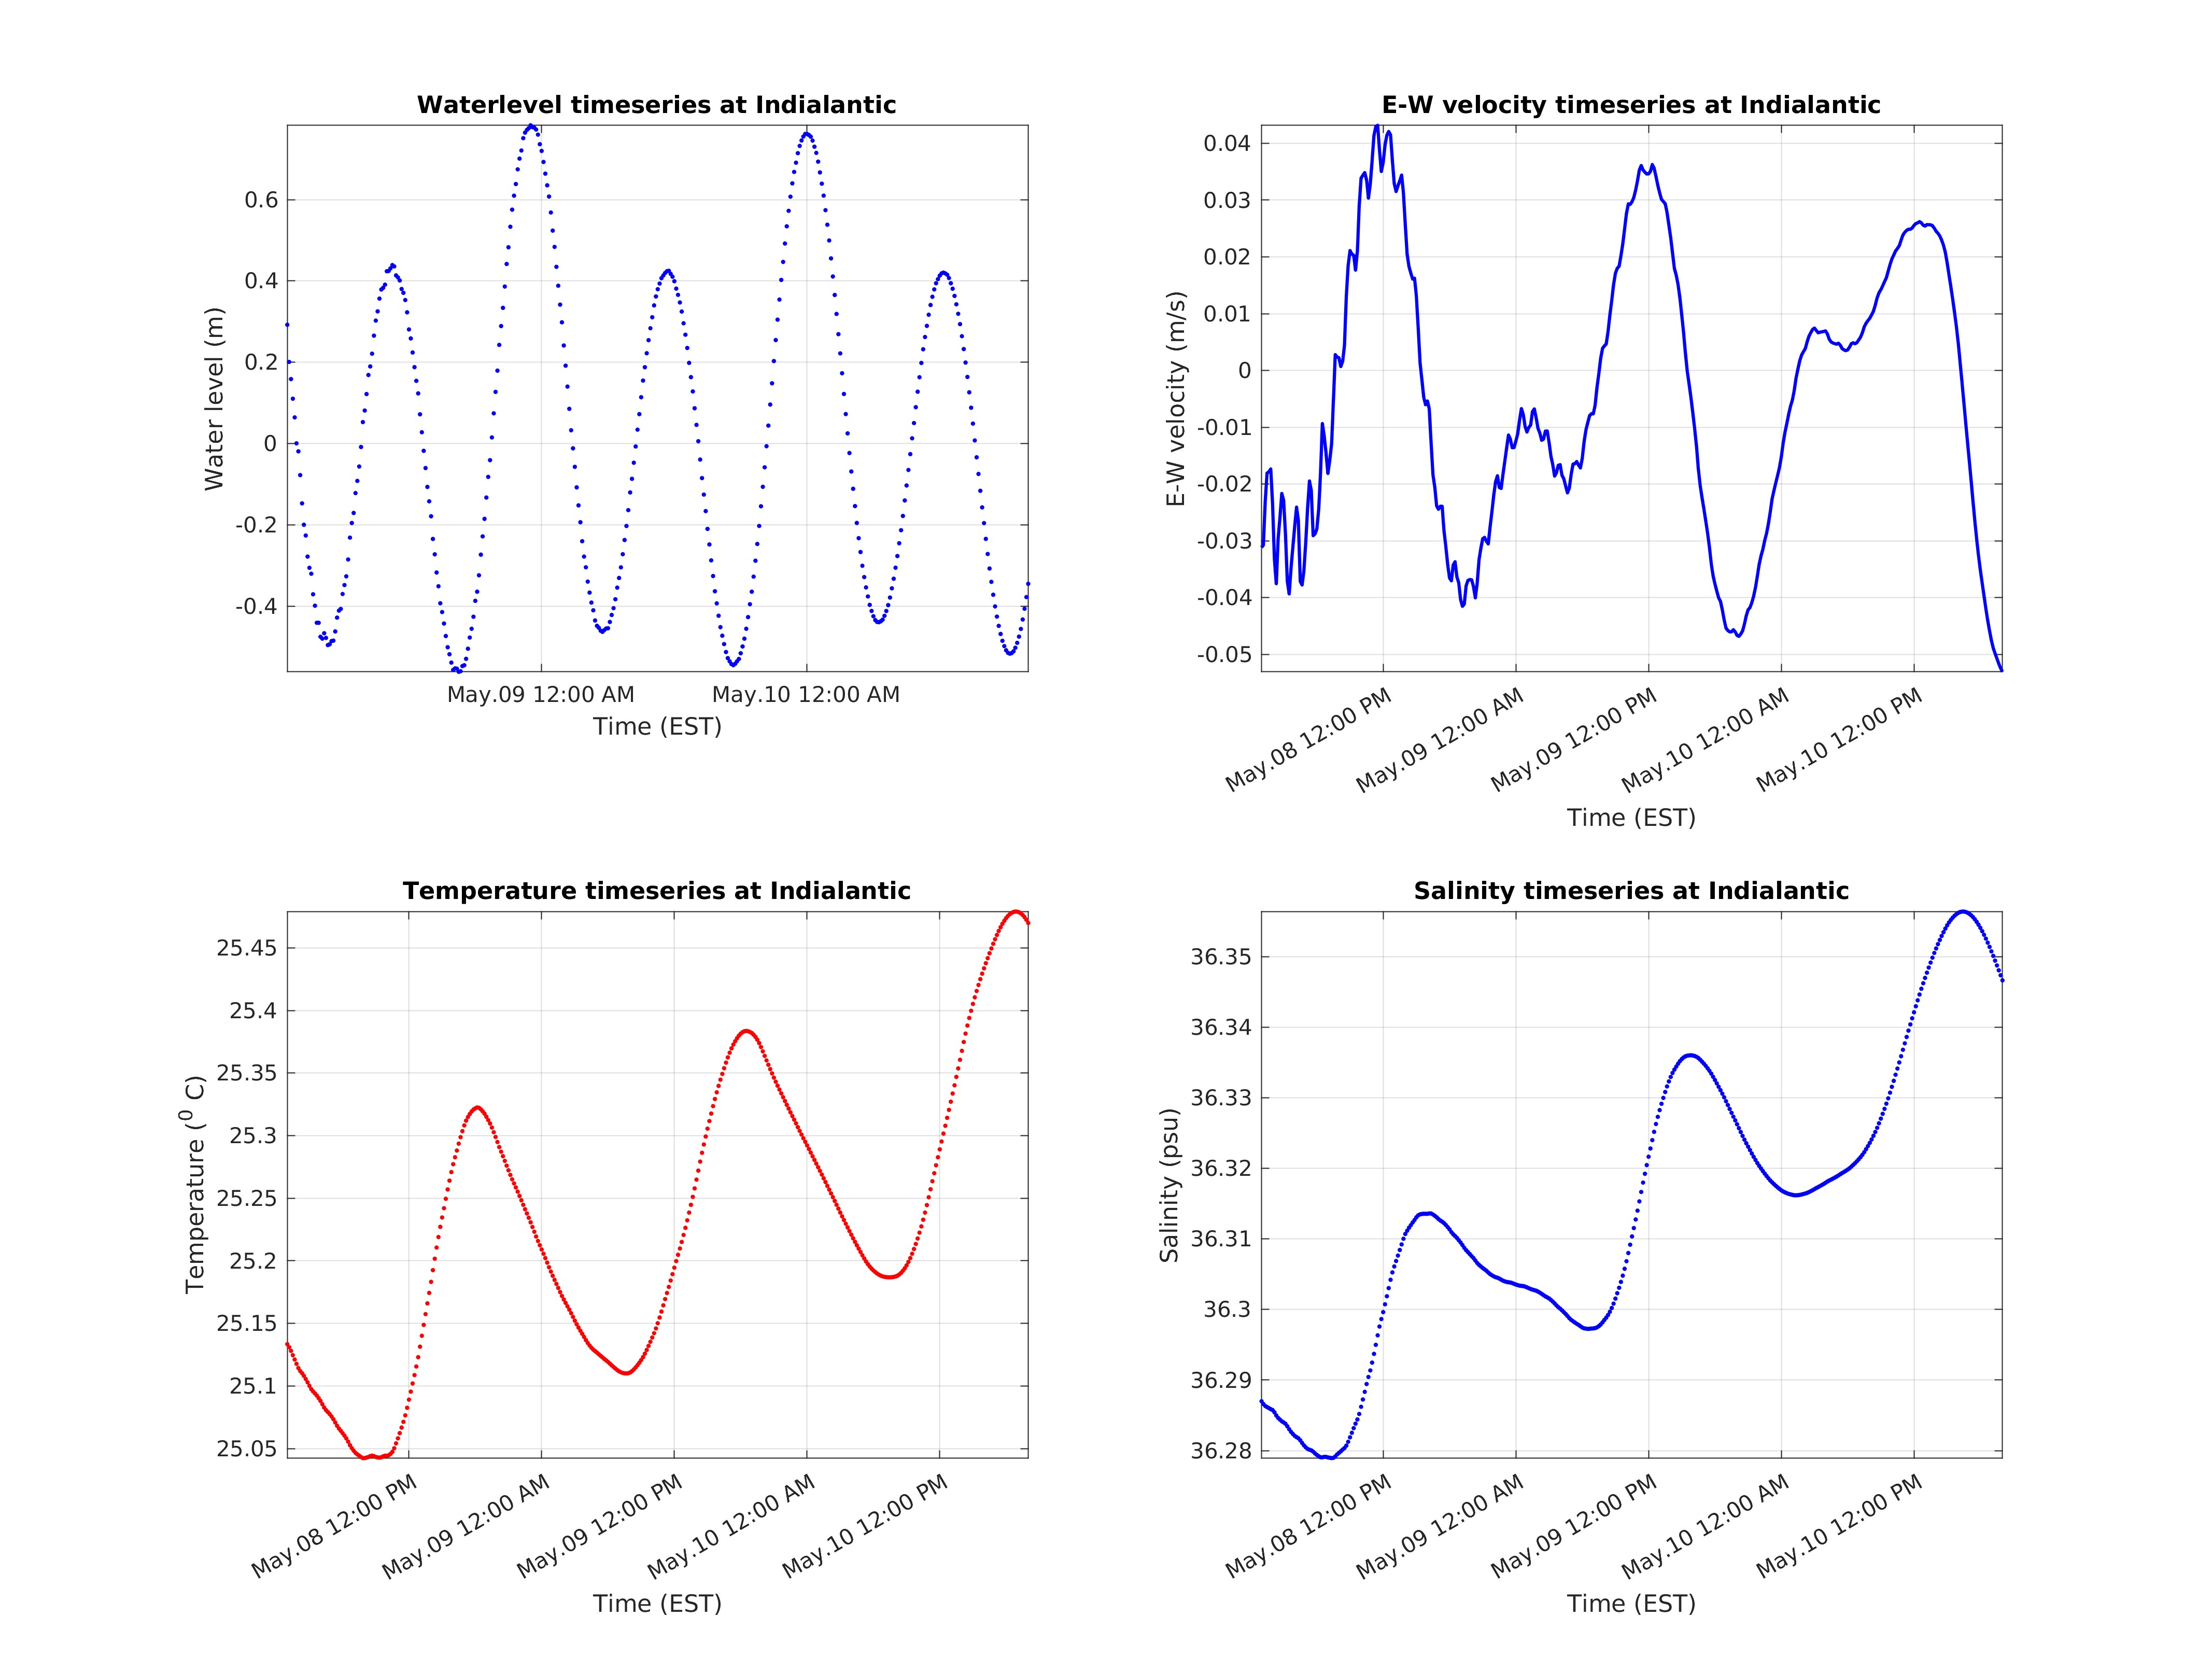 Waterlevel timeseries at Indialantic
0.6
0.4
0.2
0
-0.2
-0.4
Water level (m)
May.09 12:00 AM
May.10 12:00 AM
Time (EST)
E-W velocity timeseries at Indialantic
0.04
0.03
0.02
0.01
0
-0.01
-0.02
-0.03
-0.04
-0.05
E-W velocity (m/s)
May.08 12:00 PM
May.09 12:00 AM
May.09 12:00 PM
May.10 12:00 AM
May.10 12:00 PM
Time (EST)
Temperature timeseries at Indialantic
25.45
25.4
25.35
25.3
25.25
25.2
25.15
25.1
25.05
Temperature (⁰ C)
May.08 12:00 PM
May.09 12:00 AM
May.09 12:00 PM
May.10 12:00 AM
May.10 12:00 PM
Time (EST)
Salinity timeseries at Indialantic
36.35
36.34
36.33
36.32
36.31
36.3
36.29
36.28
Salinity (psu)
May.08 12:00 PM
May.09 12:00 AM
May.09 12:00 PM
May.10 12:00 AM
May.10 12:00 PM
Time (EST)